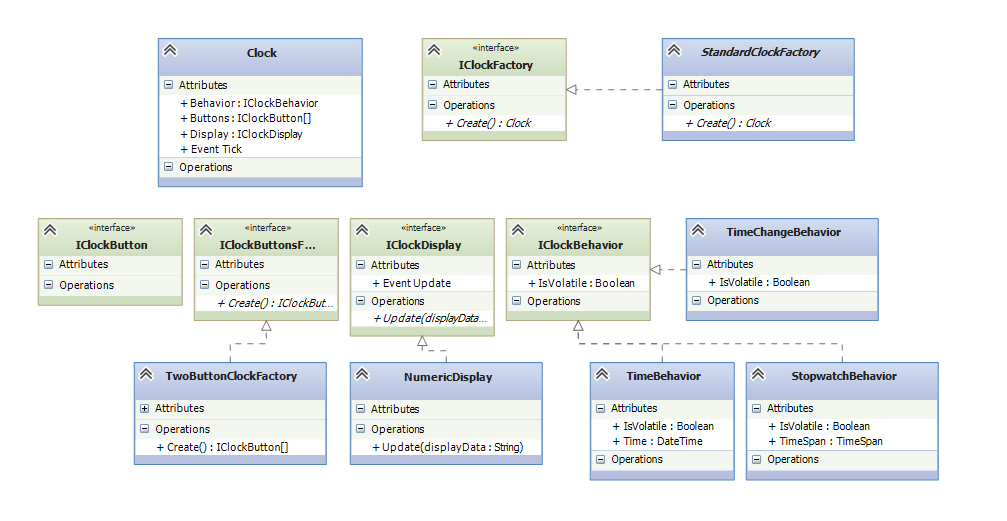 Clock
Attributes
+ Behavior : IClockBehavior
+ Buttons : IClockButton[]
+ Display : IClockDisplay
+ Event Tick
Operations
«interface»
IClockFactory
Attributes
Operations
+ Create() : Clock
StandardClockFactory
Attributes
Operations
+ Create() : Clock
«interface»
IClockButton
Attributes
Operations
«interface»
IClockButtonsF...
Attributes
Operations
+ Create() : IClockBut...
«interface»
IClockDisplay
Attributes
+ Event Update
Operations
+ Update(displayData...
«interface»
IClockBehavior
Attributes
+ IsVolatile : Boolean
Operations
TimeChangeBehavior
Attributes
+ IsVolatile : Boolean
Operations
TwoButtonClockFactory
Attributes
Operations
+ Create() : IClockButton[]
NumericDisplay
Attributes
Operations
+ Update(displayData : String)
TimeBehavior
Attributes
+ IsVolatile : Boolean
+ Time : DateTime
Operations
StopwatchBehavior
Attributes
+ IsVolatile : Boolean
+ TimeSpan : TimeSpan
Operations